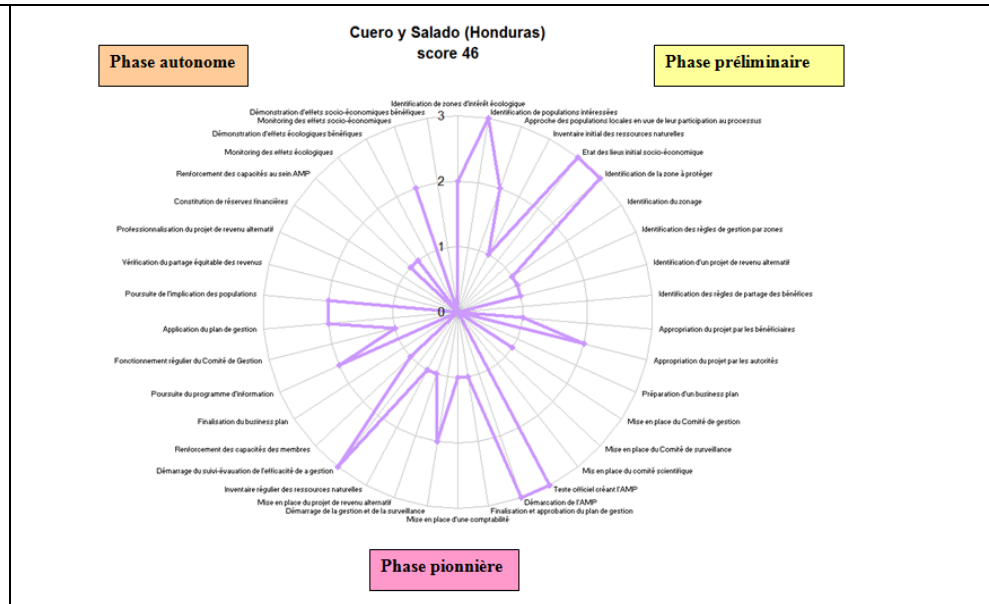 Cuero y Salado (Honduras)
score 46
Phase autonome
Phase préliminaire
Identification de zones d'intérêt écologique
Identification de populations intéressées
Approche des populations locales en vue de leur participation au processus
Inventaire initial des ressources naturelles
Etat des lieus initial socio-économique
Identification de la zone à protéger
Identification du zonage
Identification des règles de gestion par zones
Identification d'un projet de revenu alternatif
Identification des règles de partage des bénéfices
Appropriation du projet par les bénéficiaires
Appropriation du projet par les autorités
Préparation d'un business plan
Mise en place du Comité de gestion
Mise en place du Comité de surveillance
Mis en place du comité scientifique
Teste officiel créant l'AMP
Démarcation de l'AMP
Finalisation et approbation du plan de gestion
Mise en place d'une comptabilité
Démarrage de la gestion et de la surveillance
Mise en place du projet de revenu alternatif
Inventaire régulier des ressources naturelles
Démarrage du suivi-évauation de l'efficacité de a gestion
Renforcement des capacités des membres
Finalisation du business plan
Poursuite du programme d'information
Fonctionnement régulier du Comité de Gestion
Application du plan de gestion
Poursuite de l'implication des populations
Vérification du partage équitable des revenus
Professionnalisation du projet de revenu alternatif
Constitution de réserves financières
Renforcement des capacités au sein AMP
Monitoring des effets écologiques
Démonstration d'effets écologiques bénéfiques
Monitoring des effets socio-économiques
Démonstration d'effets socio-économiques bénéfiques
3
2
1
0
Phase pionnière